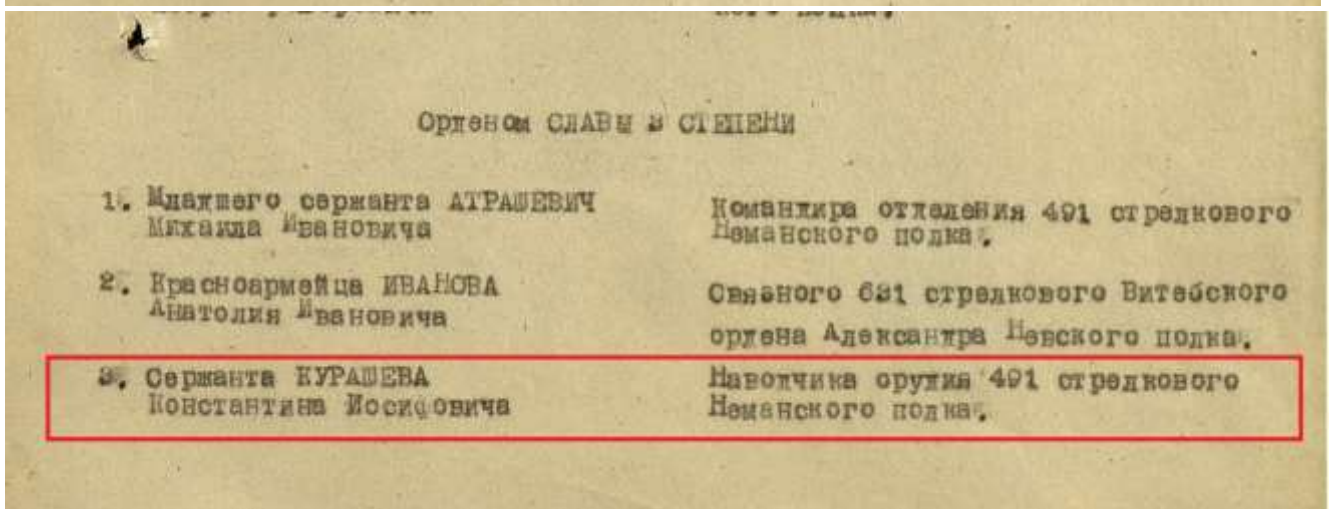 Орденом СЛАВЫ 3 СТЕПЕНИ
1. Младшего сержанта АТРАШЕВИЧ
Михаила Ивановича
Командира отделения 491 стрелкового
Неманского полка.
2. Красноармейца ИВАНОВА
Анатолия Ивановича
Связного 631 стрелкового Витебского
ордена Александра Невского полка.
3. Сержанта КУРАШЕВА
Константина Иосифовича
Наводчика орудия 491 стрелкового
Неманского полка.